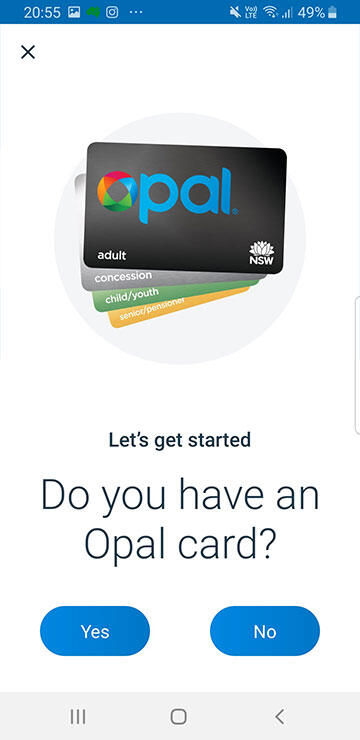 20:55 Vo)) LTE 49%
opal
adult
NSW
concession
child/youth
senior/pensioner
Let's get started
Do you have an
Opal card?
Yes No